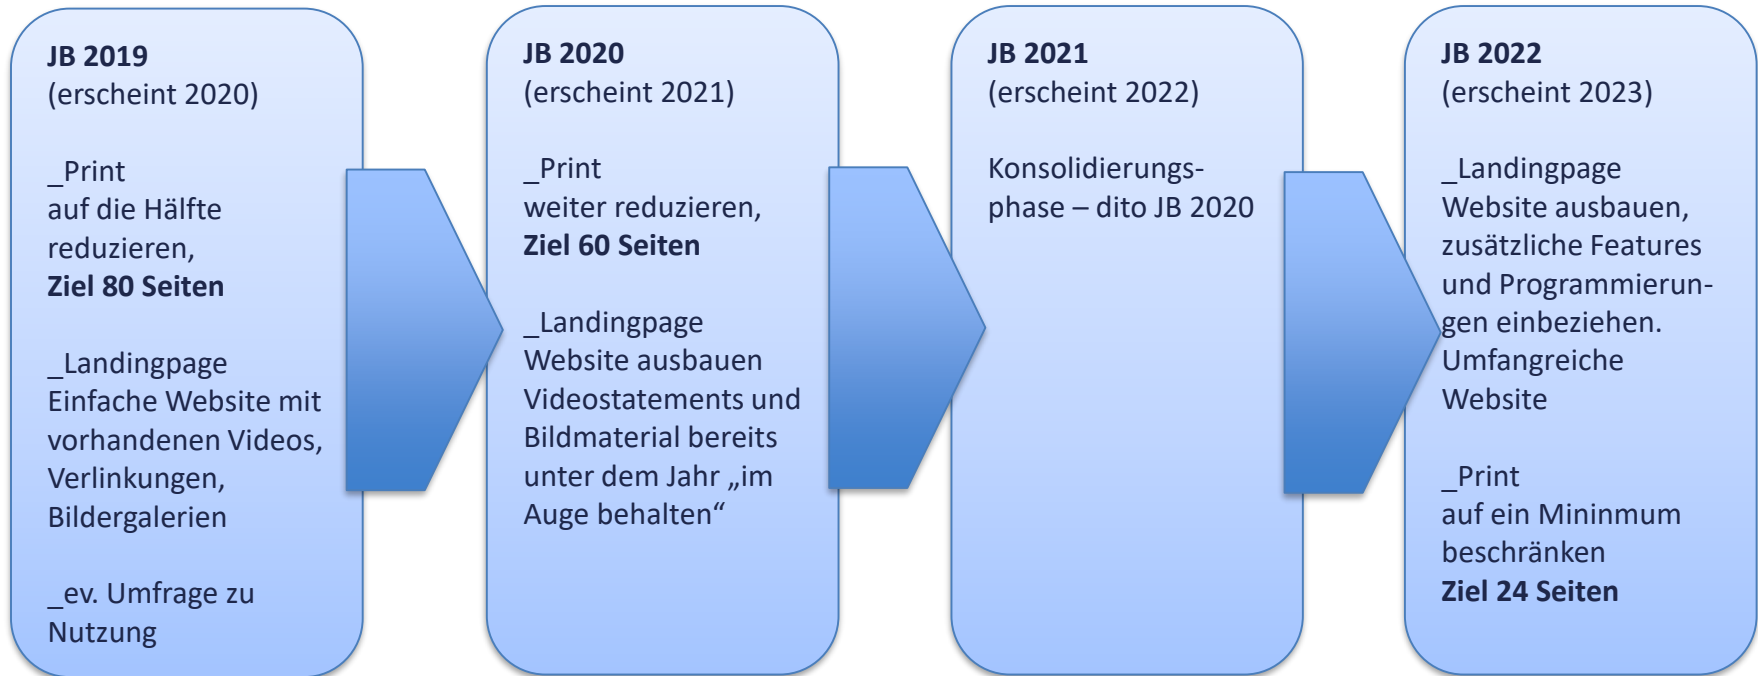 JB 2019
(erscheint 2020)
_Print
auf die Hälfte
reduzieren,
Ziel 80 Seiten
_Landingpage
Einfache Website mit
vorhandenen Videos,
Verlinkungen,
Bildergalerien
_ev. Umfrage zu
Nutzung
JB 2020
(erscheint 2021)
_Print
weiter reduzieren,
Ziel 60 Seiten
_Landingpage
Website ausbauen
Videostatements und
Bildmaterial bereits
unter dem Jahr „im
Auge behalten“
JB 2021
(erscheint 2022)
Konsolidierungs-
phase – dito JB 2020
JB 2022
(erscheint 2023)
_Landingpage
Website ausbauen,
zusätzliche Features
und Programmierun-
gen einbeziehen.
Umfangreiche
Website
_Print
auf ein Mininmum
beschränken
Ziel 24 Seiten